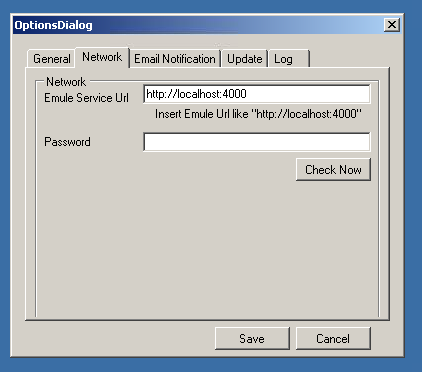 OptionsDialog
General Network Email Notification Update Log
Network
Emule Service Url http://localhost:4000
Insert Emule Url like "http://localhost:4000"
Password
Check Now
Save Cancel